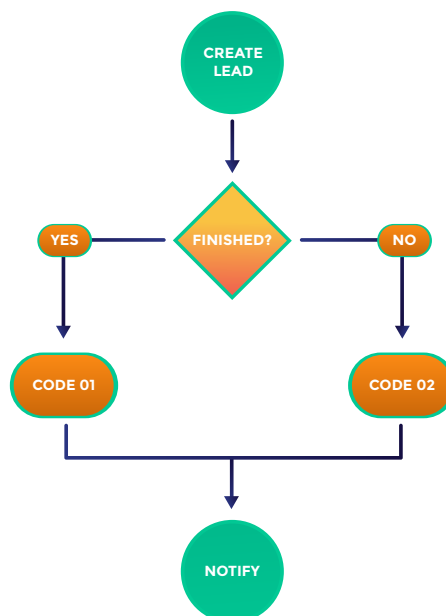 CREATE
LEAD
FINISHED?
YES
NO
CODE 01
CODE 02
NOTIFY